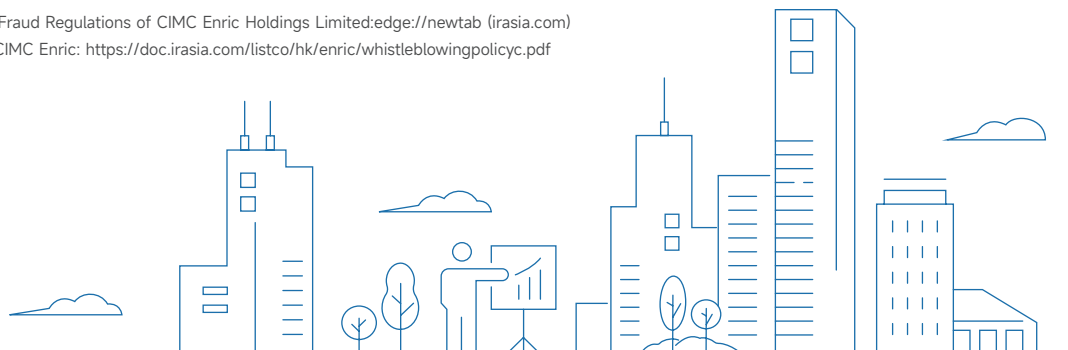 Fraud Regulations of CIMC Enric Holdings Limited:edge://newtab (irasia.com)
CIMC Enric: https://doc.irasia.com/listco/hk/enric/whistleblowingpolicyc.pdf